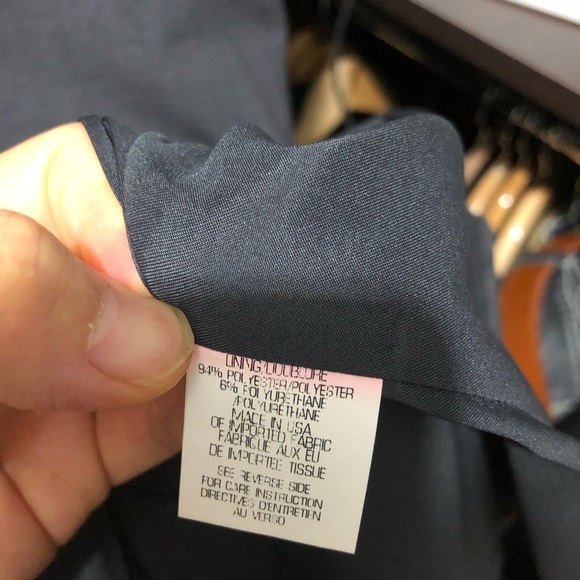 LINING/DOUBLURE
94% POLYESTER/POLYESTER
6% POLYURETHANE
/POLYURETHANE
MADE IN USA
OF IMPORTED FABRIC
FABRIQUE AUX EU
DE IMPORTEE TISSUE
SEE REVERSE SIDE
FOR CARE INSTRUCTION
DIRECTIVES D'ENTRETIEN
AU VERSO